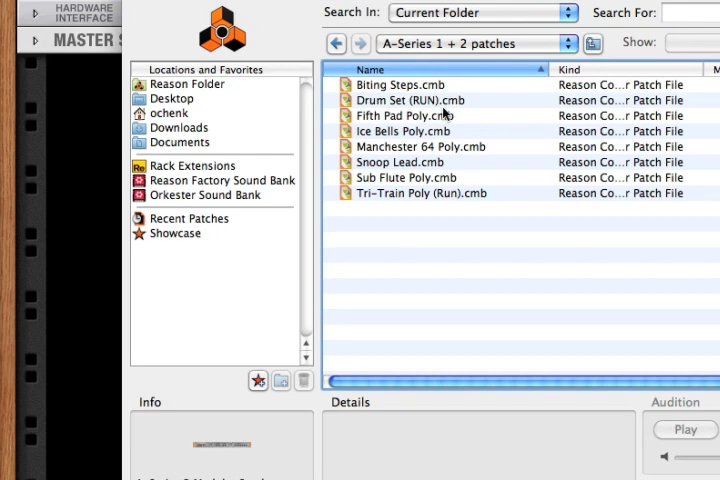 HARDWARE
INTERFACE
MASTER S
Search In: Current Folder Search For:
A-Series 1 + 2 patches Show:
Locations and Favorites
Reason Folder
Desktop
ochenk
Downloads
Documents
Re Rack Extensions
Reason Factory Sound Bank
Orkester Sound Bank
Recent Patches
Showcase
Name Kind M
Biting Steps.cmb Reason Co...r Patch File
Drum Set (RUN).cmb Reason Co...r Patch File
Fifth Pad Poly.cmb Reason Co...r Patch File
Ice Bells Poly.cmb Reason Co...r Patch File
Manchester 64 Poly.cmb Reason Co...r Patch File
Snoop Lead.cmb Reason Co...r Patch File
Sub Flute Poly.cmb Reason Co...r Patch File
Tri-Train Poly (Run).cmb Reason Co...r Patch File
Info Details Audition
Play